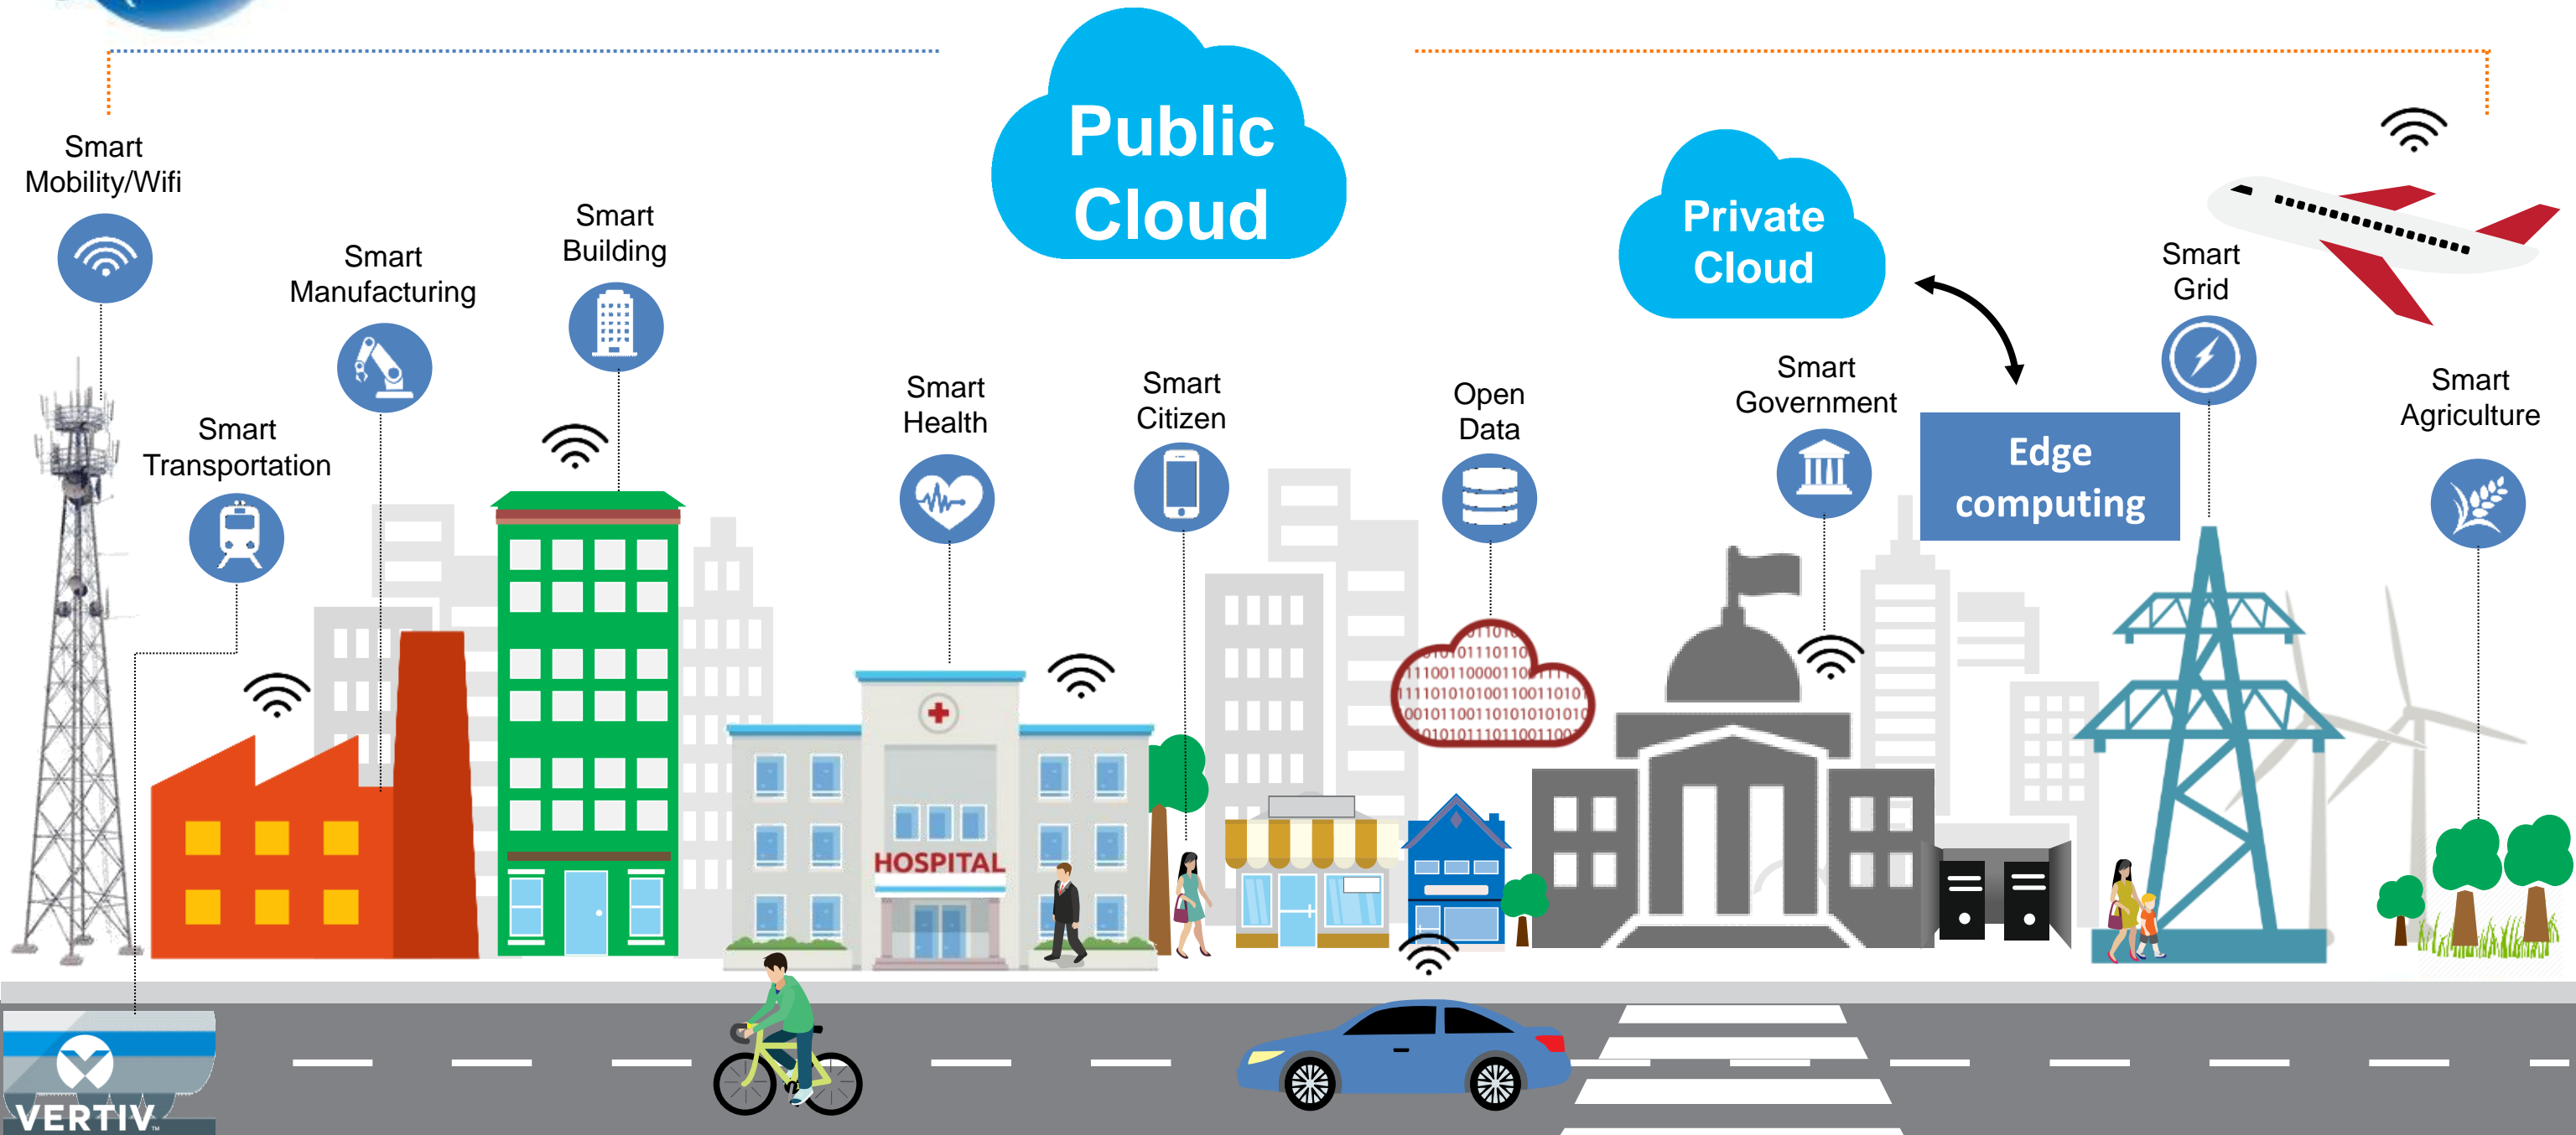 Public
Cloud
Smart
Mobility/Wifi
Smart
Transportation
Smart
Manufacturing
Smart
Building
Smart
Health
Smart
Citizen
Open
Data
Private
Cloud
Smart
Government
Edge
computing
Smart
Grid
Smart
Agriculture
HOSPITAL
VERTIV™